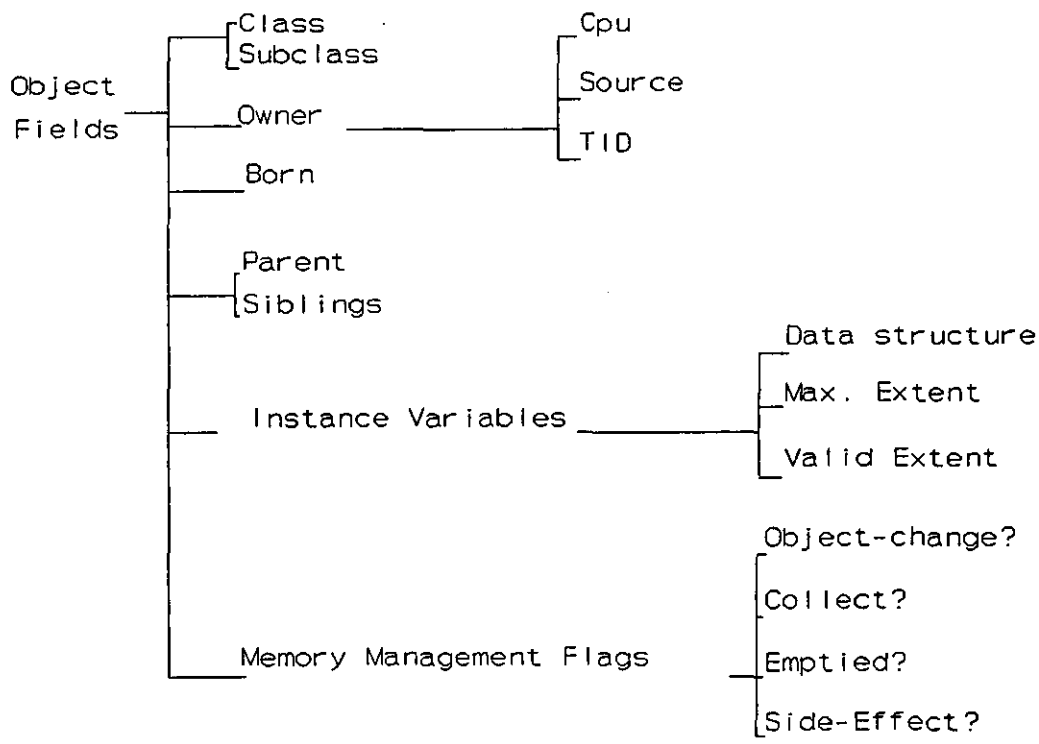 Object
Fields
Class
Subclass
Owner
Cpu
Source
TID
Born
Parent
Siblings
Instance Variables
Data structure
Max. Extent
Valid Extent
Memory Management Flags
Object-change?
Collect?
Emptied?
Side-Effect?